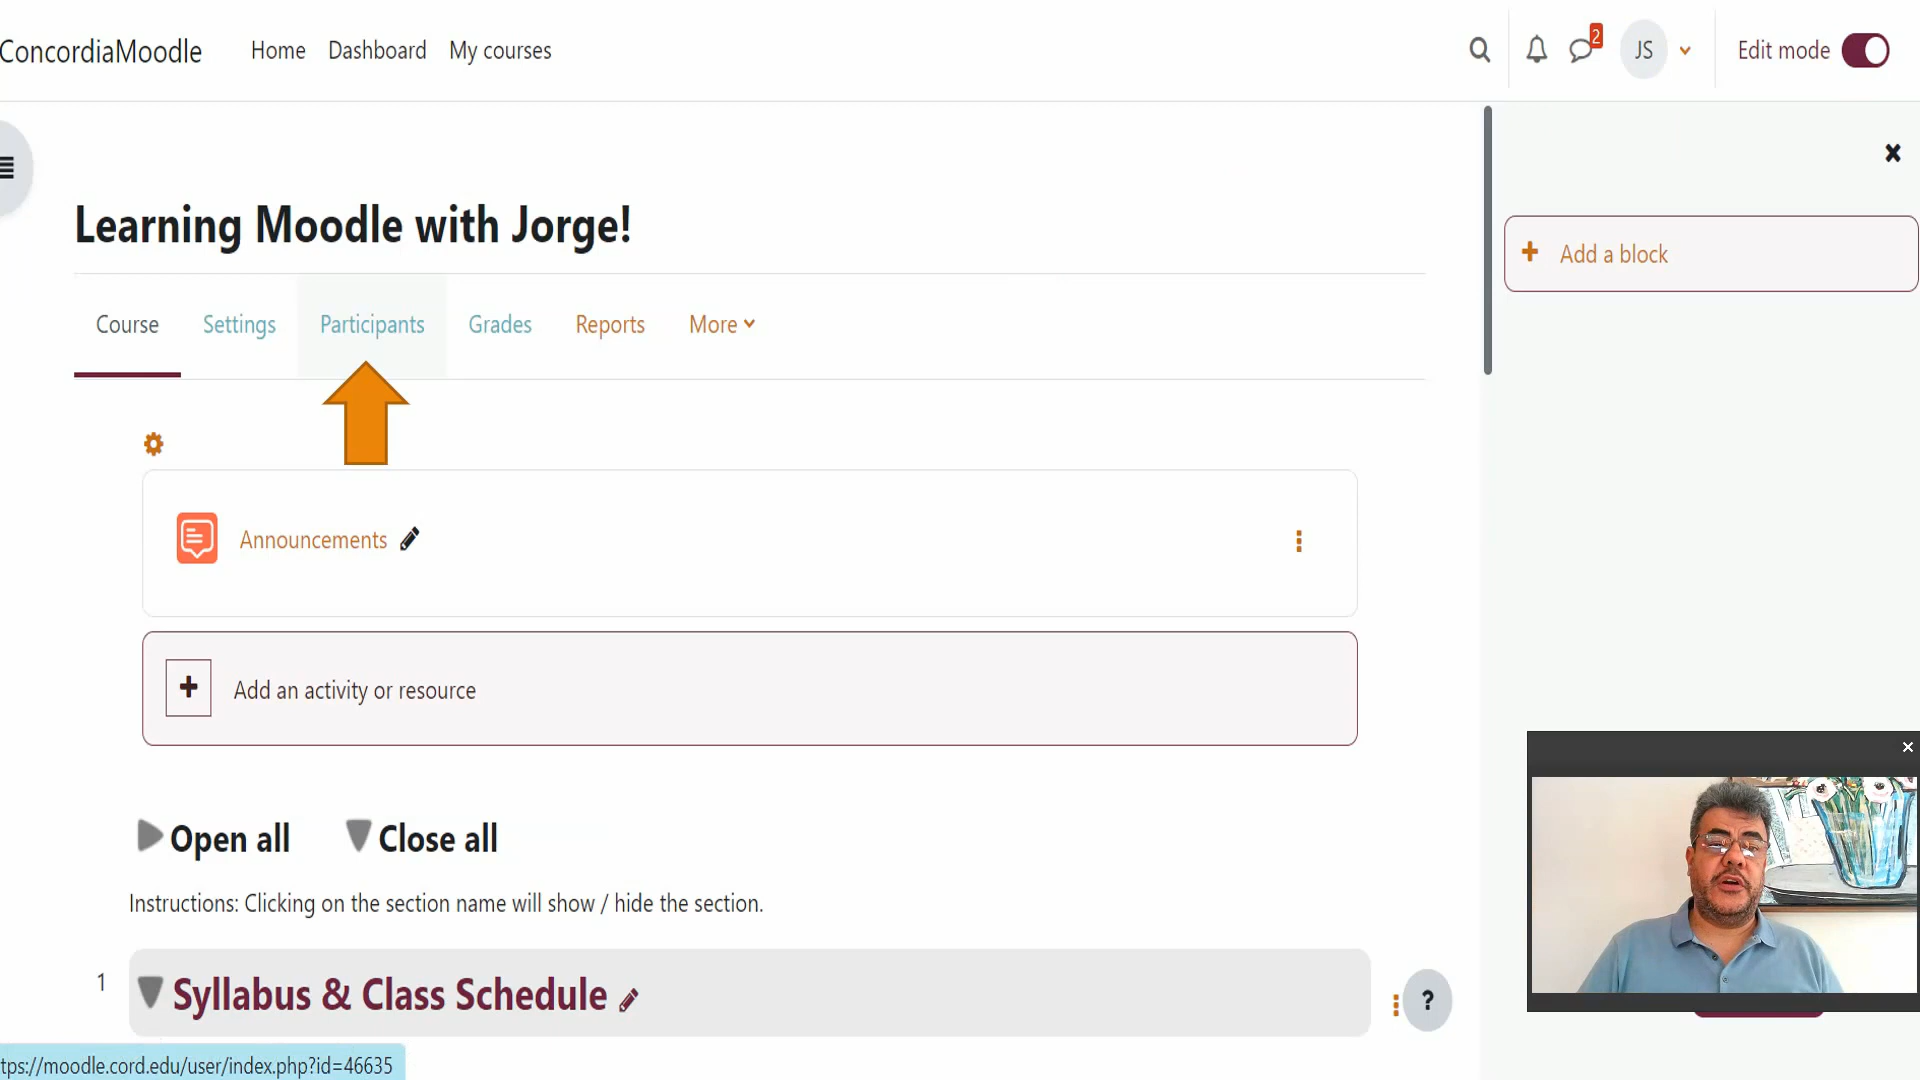 ConcordiaMoodle Home Dashboard My courses 2 JS Edit mode
Learning Moodle with Jorge!
Add a block
Course Settings Participants Grades Reports More
Announcements
Add an activity or resource
Open all Close all
Instructions: Clicking on the section name will show / hide the section.
1 Syllabus & Class Schedule ?
tps://moodle.cord.edu/user/index.php?id=46635